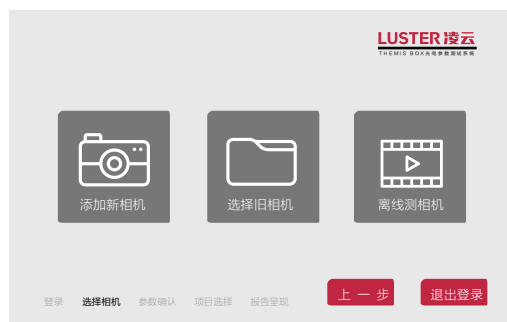 LUSTER 凌云
THEMIS BOX光电参数测试系统
添加新相机
选择旧相机
离线测相机
登录 选择相机 参数确认 项目选择 报告呈现
上一步
退出登录